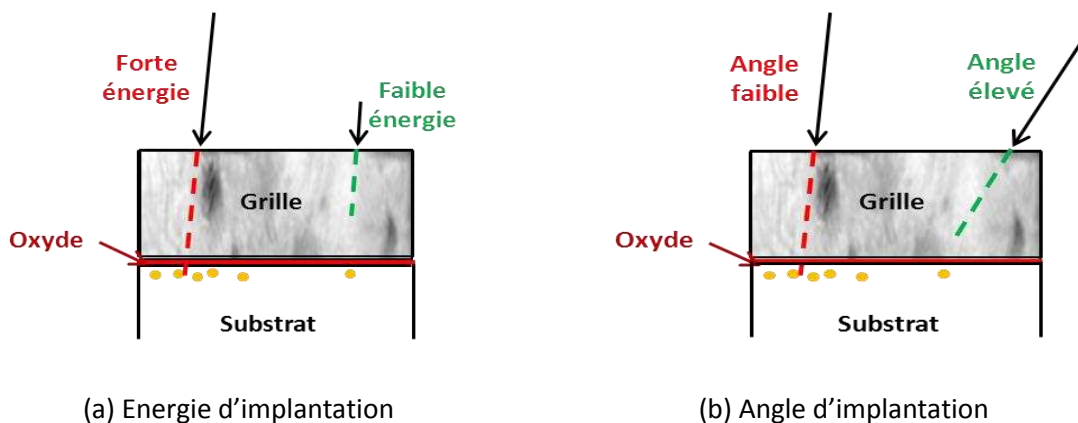 Forte
énergie
Faible
énergie
Grille
Oxyde
Substrat
(a) Energie d’implantation
Angle
faible
Angle
élevé
Grille
Oxyde
Substrat
(b) Angle d’implantation